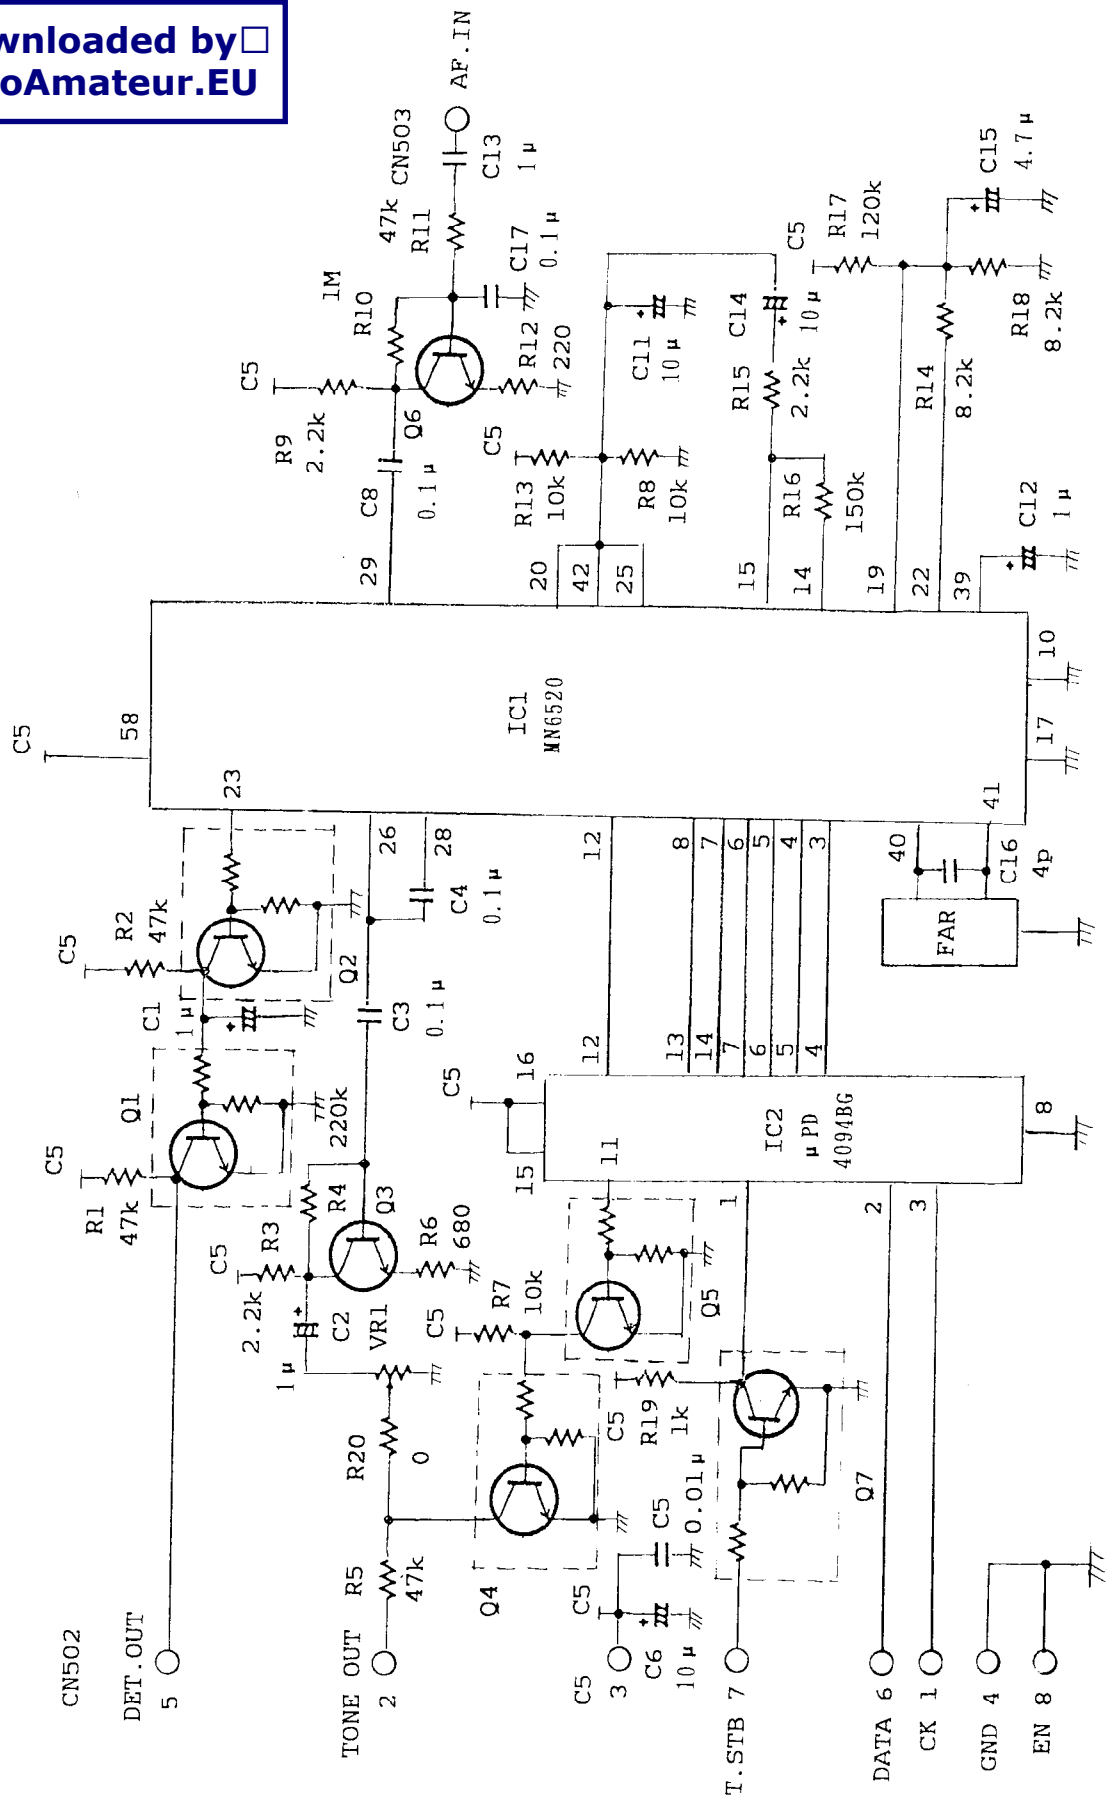 wnloaded by□
oAmateur.EU
AF.IN
CN503
C13
1μ
47k
R11
C17
0.1μ
1M
R10
R12
220
C5
R9
2.2k
Q6
C8
0.1μ
29
C5
R13
10k
R8
10k
C11
10μ
C14
10μ
R15
2.2k
R16
150k
C5
R17
120k
C15
4.7μ
R18
8.2k
R14
8.2k
C12
1μ
20
42
25
15
14
19
22
39
C5
58
IC1
MN6520
10
17
23
26
28
12
8
7
6
5
4
3
40
41
C16
4p
FAR
C5
R2
47k
Q2
C1
1μ
C4
0.1μ
C3
0.1μ
Q1
C5
R1
47k
220k
R4
Q3
C5
R3
2.2k
R6
680
C2
1μ
VR1
C5
R7
10k
12
13
14
7
6
5
4
C5
16
15
11
IC2
μPD
4094BG
8
1
2
3
Q5
C5
R19
1k
Q7
R20
0
R5
47k
Q4
C5
C5
0.01μ
C6
10μ
CN502
DET.OUT
5
TONE OUT
2
C5
3
T.STB 7
DATA 6
CK 1
GND 4
EN 8